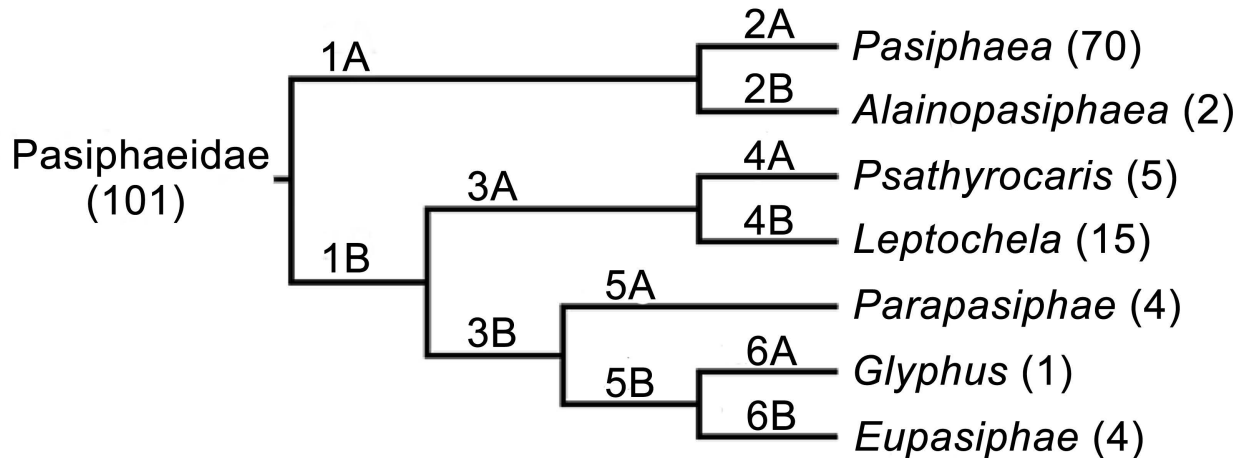 2A
Pasiphaea (70)
1A
2B
Alainopasiphaea (2)
Pasiphaeidae
(101)
4A
Psathyrocaris (5)
3A
4B
Leptochela (15)
1B
5A
Parapasiphae (4)
3B
6A
Glyphus (1)
5B
6B
Eupasiphae (4)